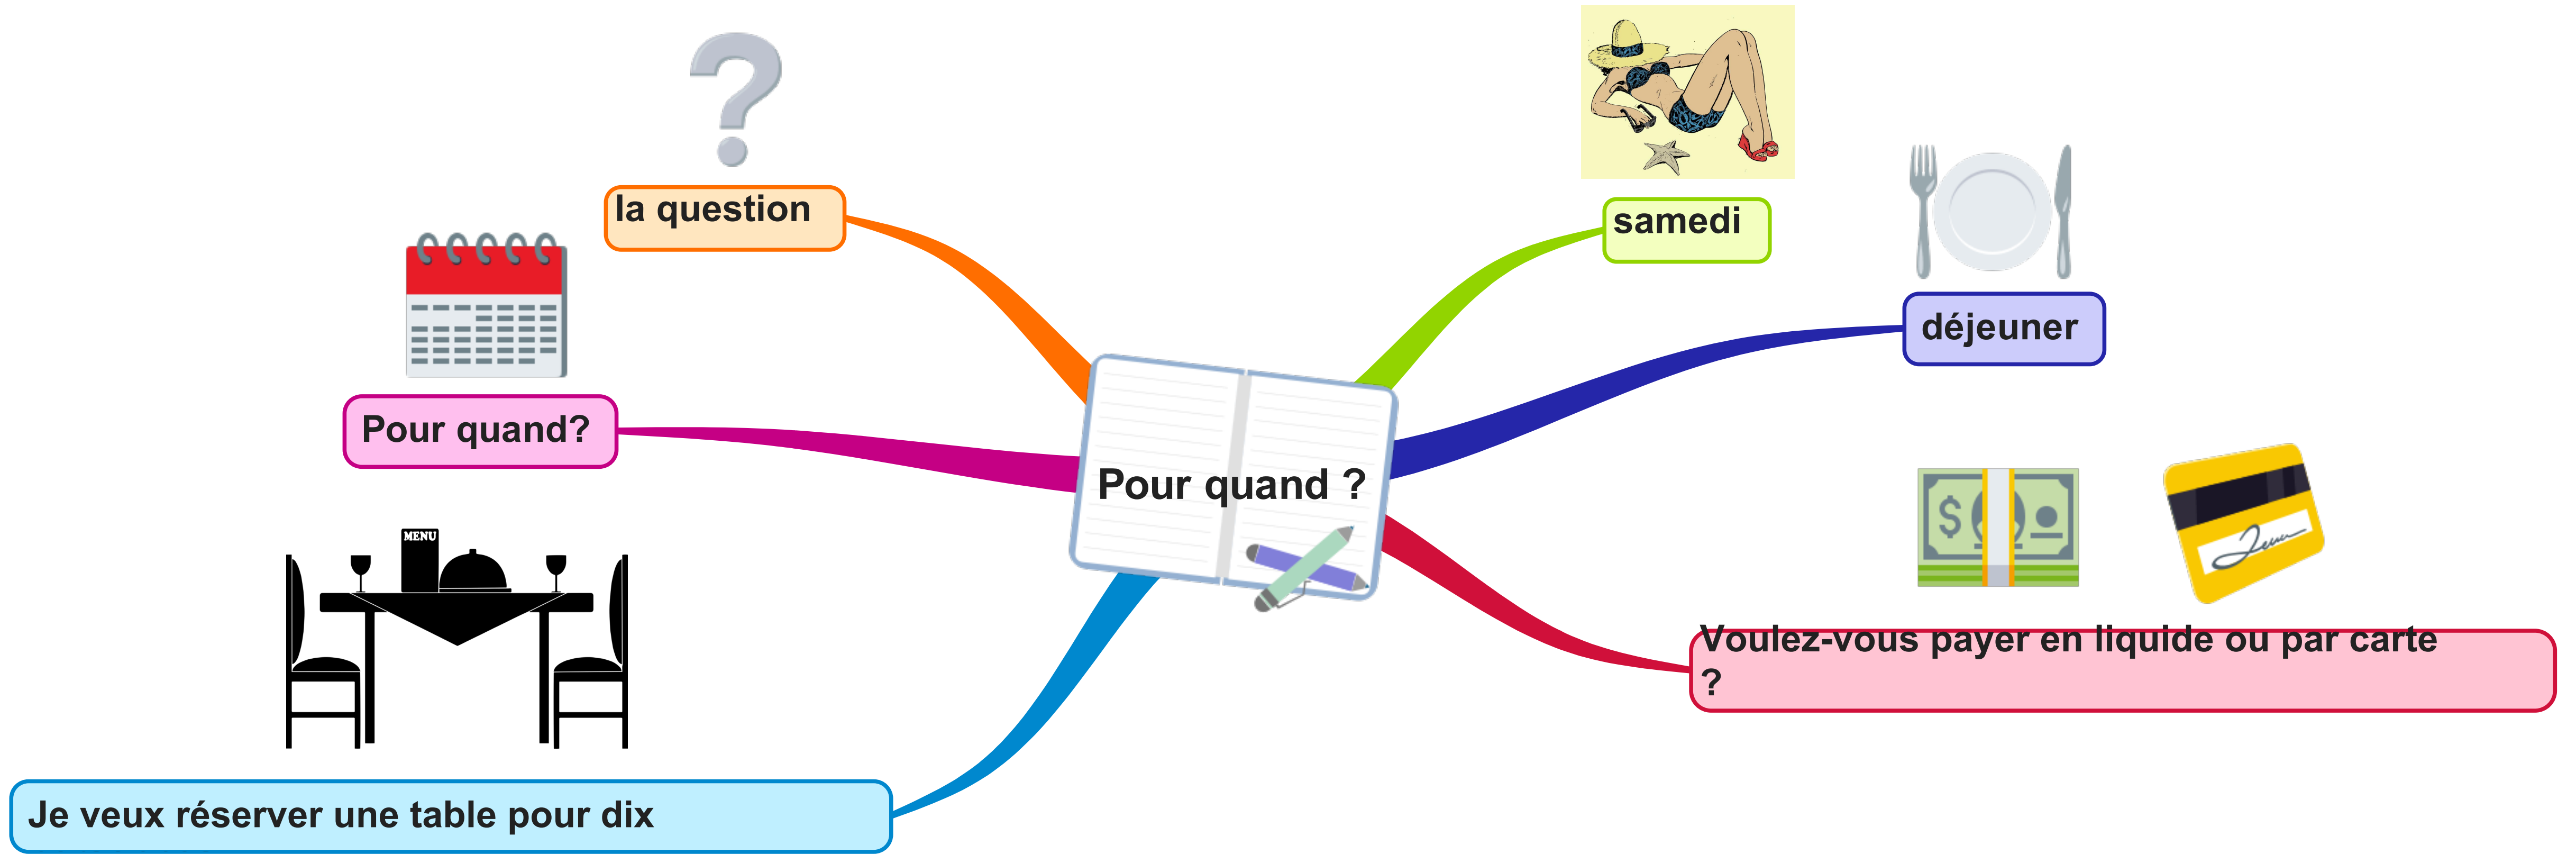 la question
samedi
déjeuner
Pour quand?
Pour quand ?
MENU
$
Voulez-vous payer en liquide ou par carte
?
Je veux réserver une table pour dix